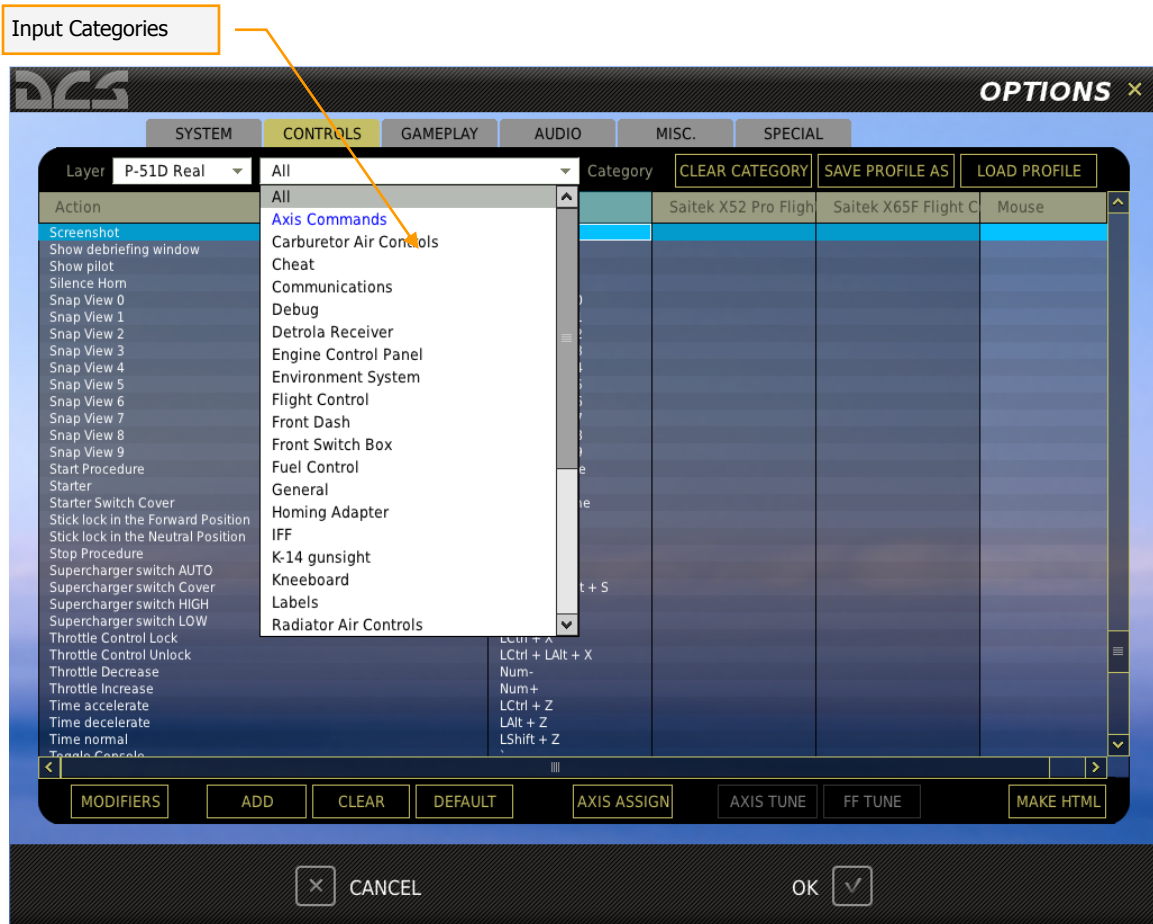 Input Categories
DCS
OPTIONS ×
SYSTEM CONTROLS GAMEPLAY AUDIO MISC. SPECIAL
Layer P-51D Real All Category CLEAR CATEGORY SAVE PROFILE AS LOAD PROFILE
Action Saitek X52 Pro Fligh Saitek X65F Flight C Mouse
All
Axis Commands
Carburetor Air Controls
Cheat
Communications
Debug
Detrola Receiver
Engine Control Panel
Environment System
Flight Control
Front Dash
Front Switch Box
Fuel Control
General
Homing Adapter
IFF
K-14 gunsight
Kneeboard
Labels
Radiator Air Controls
Screenshot
Show debriefing window
Show pilot
Silence Horn
Snap View 0
Snap View 1
Snap View 2
Snap View 3
Snap View 4
Snap View 5
Snap View 6
Snap View 7
Snap View 8
Snap View 9
Start Procedure
Starter
Starter Switch Cover
Stick lock in the Forward Position
Stick lock in the Neutral Position
Stop Procedure
Supercharger switch AUTO
Supercharger switch Cover t + S
Supercharger switch HIGH
Supercharger switch LOW
Throttle Control Lock LCtrl + X
Throttle Control Unlock LCtrl + LAlt + X
Throttle Decrease Num-
Throttle Increase Num+
Time accelerate LCtrl + Z
Time decelerate LAlt + Z
Time normal LShift + Z
Toggle Console `
MODIFIERS ADD CLEAR DEFAULT AXIS ASSIGN AXIS TUNE FF TUNE MAKE HTML
CANCEL OK